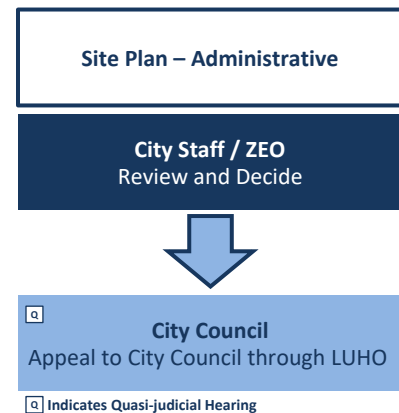 Site Plan – Administrative
City Staff / ZEO
Review and Decide
Q
City Council
Appeal to City Council through LUHO
Q Indicates Quasi-judicial Hearing